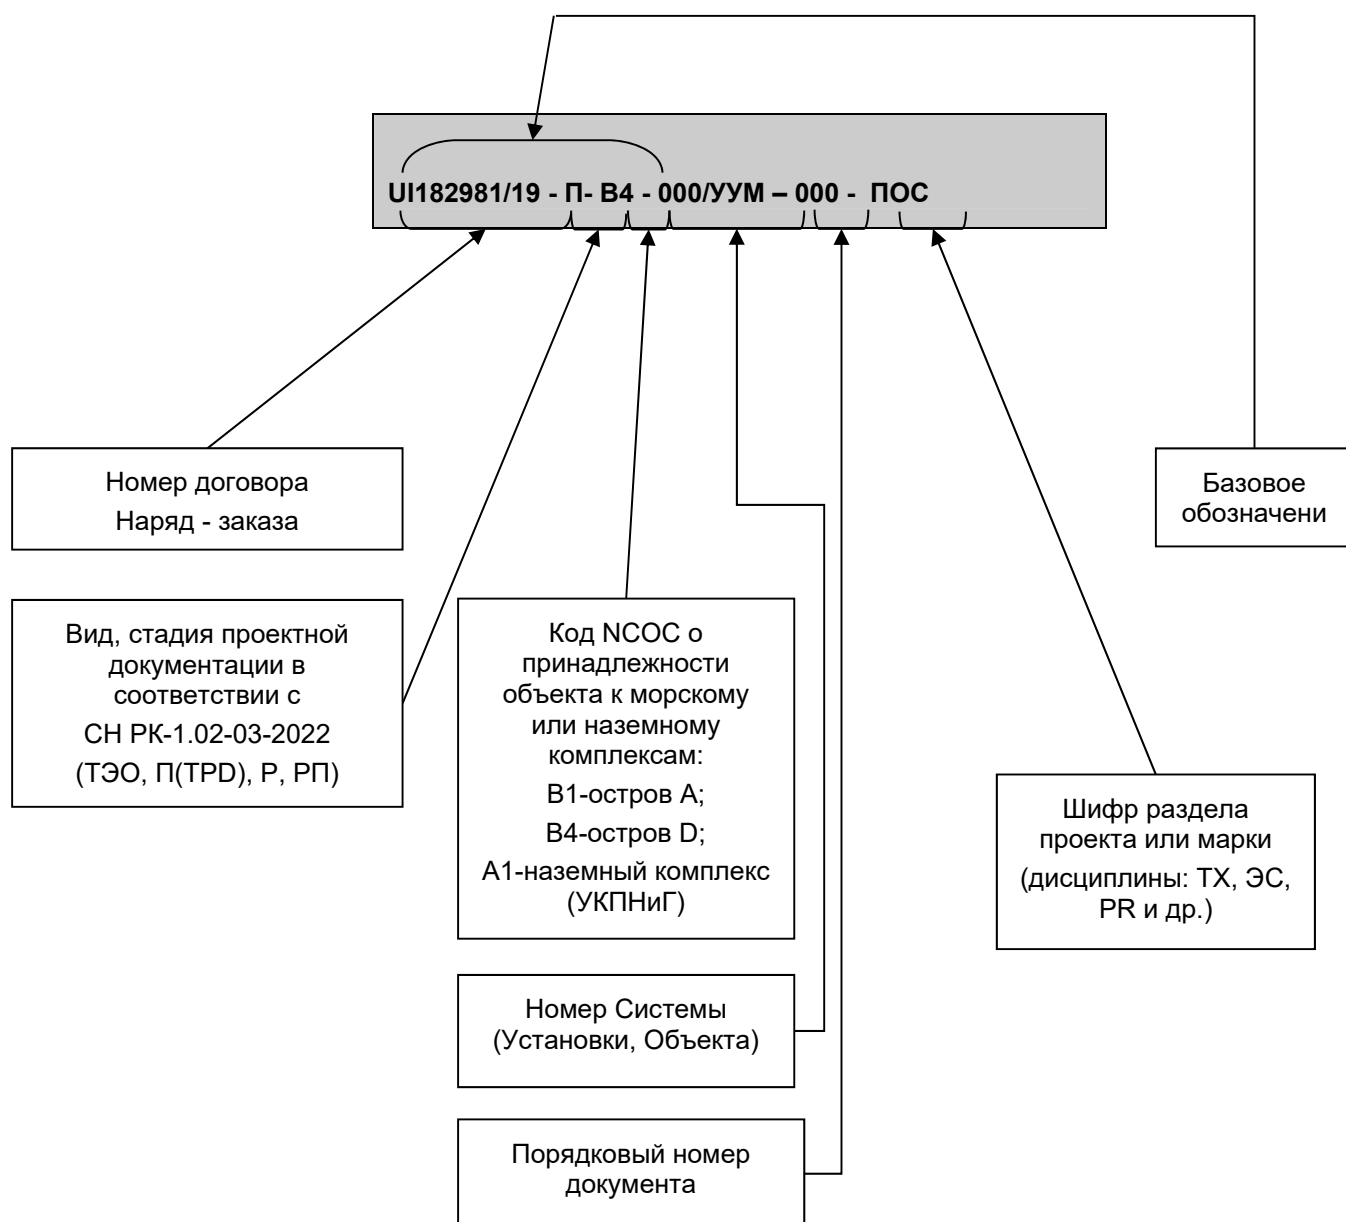 UI182981/19 - П- В4 - 000/УУМ – 000 - ПОС
Номер договора
Наряд - заказа
Базовое
обозначени
Вид, стадия проектной
документации в
соответствии с
СН РК-1.02-03-2022
(ТЭО, П(TPD), Р, РП)
Код NCOC о
принадлежности
объекта к морскому
или наземному
комплексам:
В1-остров А;
В4-остров D;
А1-наземный комплекс
(УКПНиГ)
Шифр раздела
проекта или марки
(дисциплины: ТХ, ЭС,
PR и др.)
Номер Системы
(Установки, Объекта)
Порядковый номер
документа